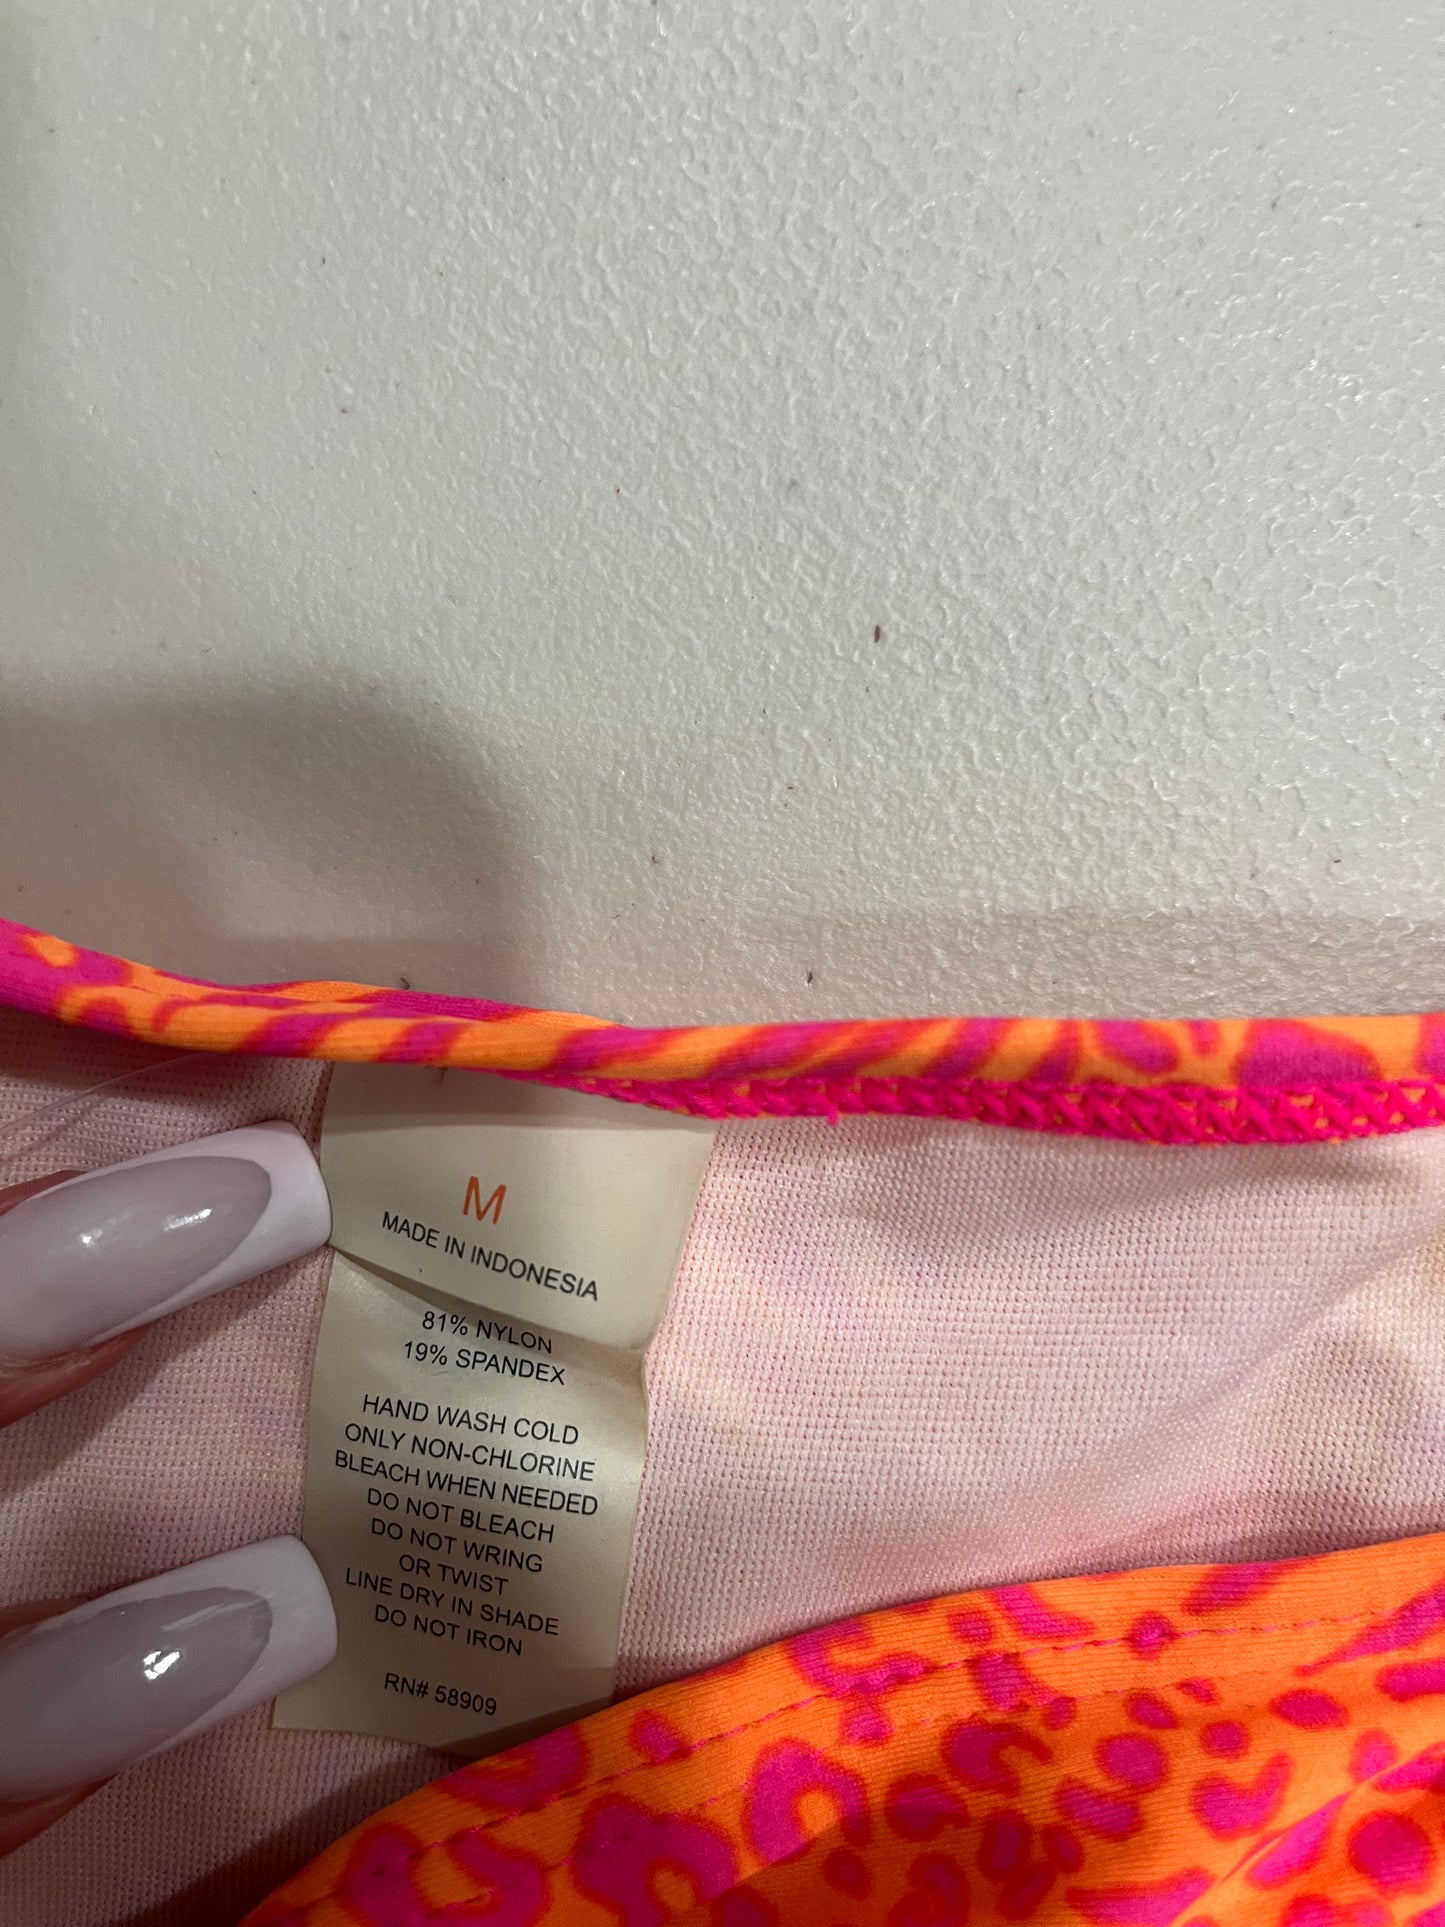 M
MADE IN INDONESIA
81% NYLON
19% SPANDEX
HAND WASH COLD
ONLY NON-CHLORINE
BLEACH WHEN NEEDED
DO NOT BLEACH
DO NOT WRING
OR TWIST
LINE DRY IN SHADE
DO NOT IRON
RN# 58909